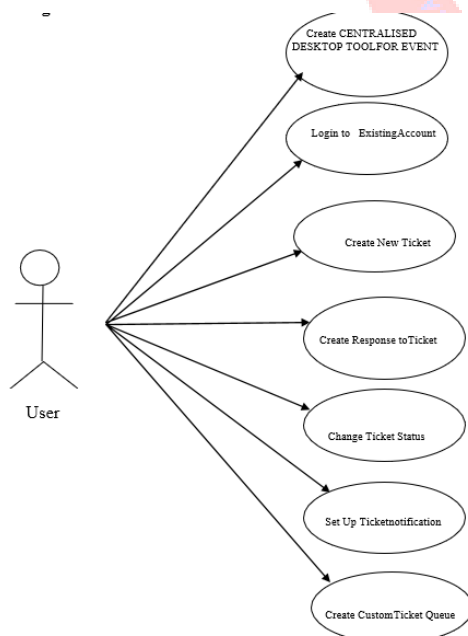 Create CENTRALISED
DESKTOP TOOLFOR EVENT
Login to ExistingAccount
Create New Ticket
Create Response toTicket
Change Ticket Status
Set Up Ticketnotification
Create CustomTicket Queue
User